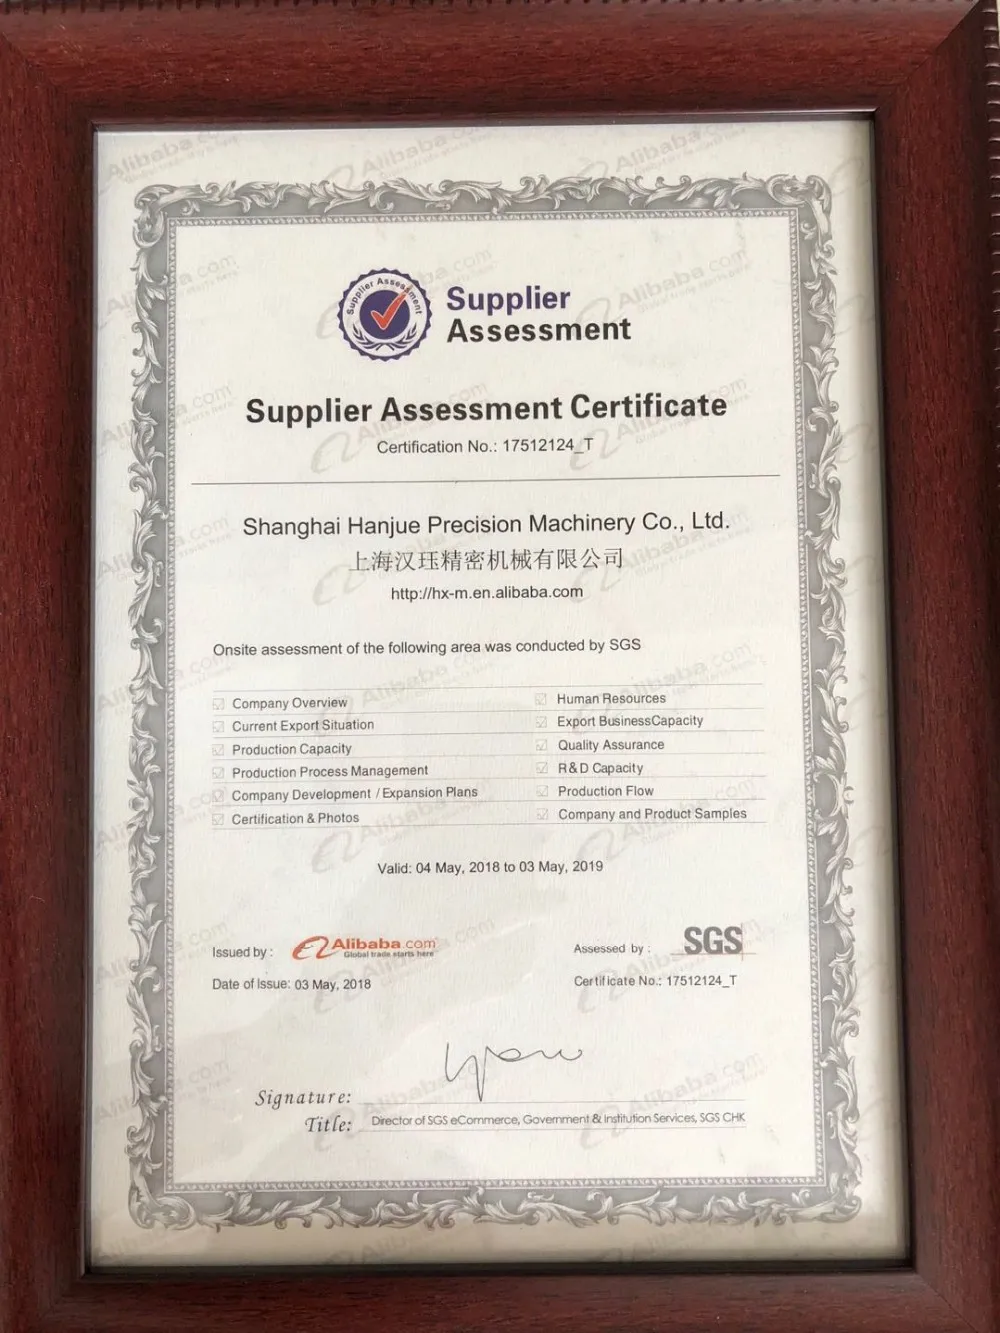 Supplier Assessment
Supplier
Assessment
Supplier Assessment Certificate
Certification No.: 17512124_T
Shanghai Hanjue Precision Machinery Co., Ltd.
上海汉珏精密机械有限公司
http://hx-m.en.alibaba.com
Onsite assessment of the following area was conducted by SGS
Company Overview
Human Resources
Current Export Situation
Export BusinessCapacity
Production Capacity
Quality Assurance
Production Process Management
R&D Capacity
Company Development / Expansion Plans
Production Flow
Certification & Photos
Company and Product Samples
Valid: 04 May, 2018 to 03 May, 2019
Issued by : Alibaba.com
Global trade starts here
Assessed by : SGS
Date of Issue: 03 May, 2018
Certificate No.: 17512124_T
Signature:
Title: Director of SGS eCommerce, Government & Institution Services, SGS CHK